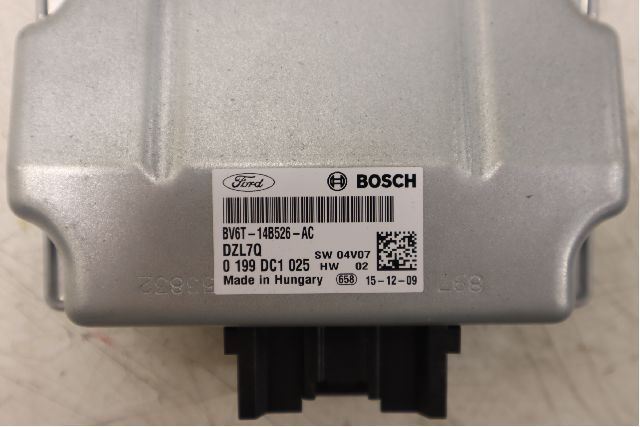 Ford BOSCH
BV6T-14B526-AC
DZL7Q SW 04V07
0 199 DC1 025 HW 02
Made in Hungary 658 15-12-09